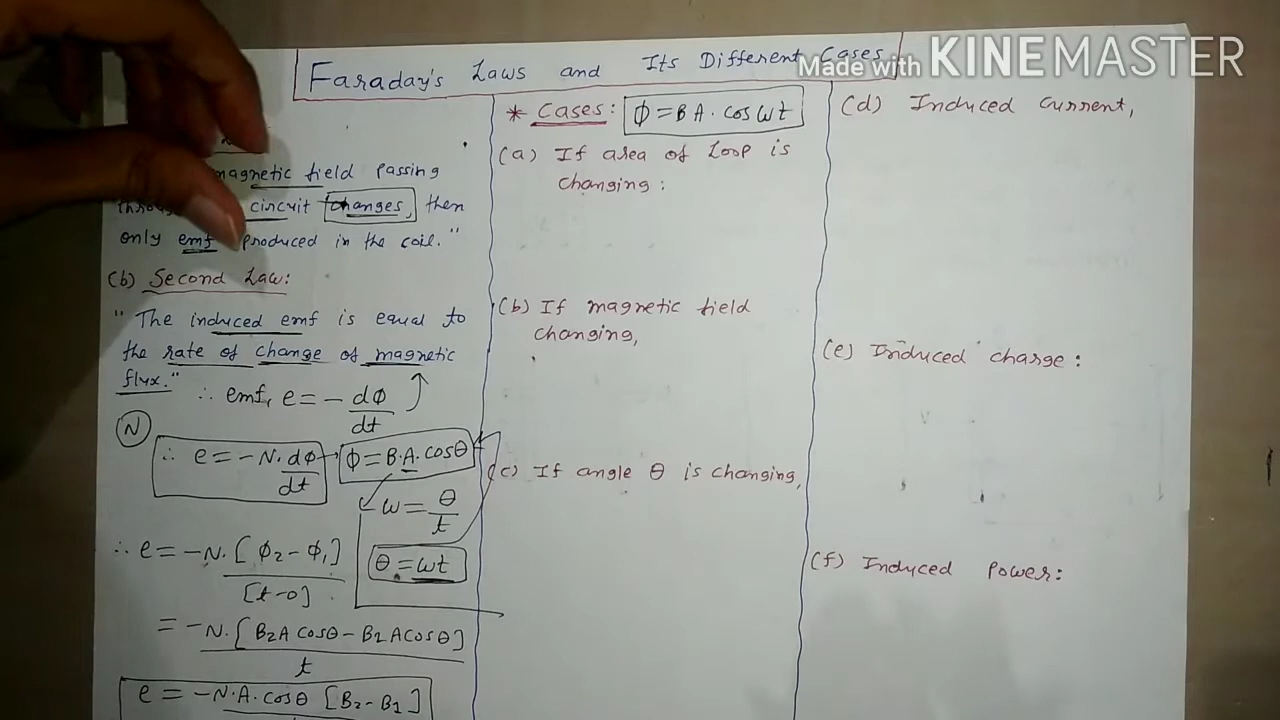 Faraday's Laws and Its Different Cases
Made with KINEMASTER
magnetic field passing
circuit changes, then
only emf produced in the coil."
(b) Second Law:
"The induced emf is equal to
the rate of change of magnetic
flux." ∴ emf, e = - dΦ/dt
N
∴ e = -N. dΦ/dt
Φ = B.A. cosθ
ω = θ/t
θ = ωt
∴ e = -N. [Φ2 - Φ1] / [t-0]
= -N. [B2A cosθ - B1A cosθ] / t
e = -N.A. cosθ [B2 - B1]
* Cases: Φ = BA. cosωt
(a) If area of Loop is
changing:
(b) If magnetic field
changing,
(c) If angle θ is changing,
(d) Induced current,
(e) Induced charge:
(f) Induced Power: